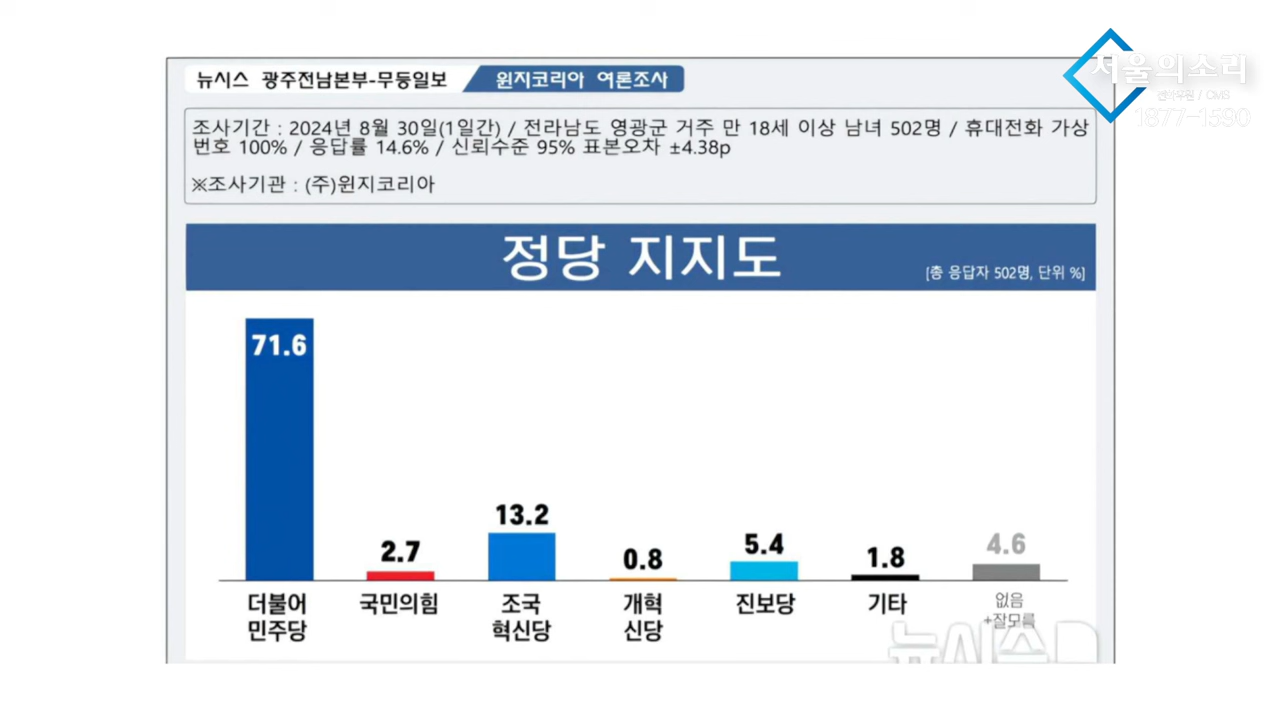 서울의소리
1877-1590
뉴시스 광주전남본부-무등일보 윈지코리아 여론조사
조사기간 : 2024년 8월 30일(1일간) / 전라남도 영광군 거주 만 18세 이상 남녀 502명 / 휴대전화 가상
번호 100% / 응답률 14.6% / 신뢰수준 95% 표본오차 ±4.38p
※조사기관 : (주)윈지코리아
정당 지지도
[총 응답자 502명, 단위 %]
71.6
2.7
13.2
0.8
5.4
1.8
4.6
더불어
민주당
국민의힘
조국
혁신당
개혁
신당
진보당
기타
없음
+잘모름
뉴시스